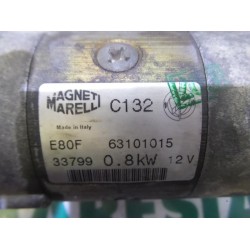 MAGNETI
MARELLI C132
Made in Italy
E80F 63101015
33799 0.8kW 12V